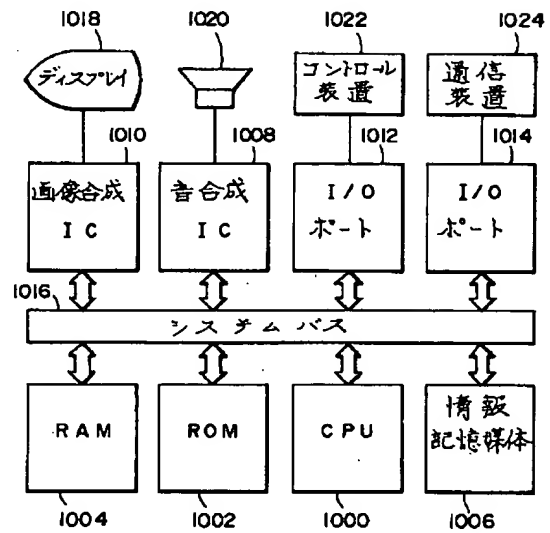 1018
1020
1022
1024
ディスプレイ
コントロール
装置
通信
装置
1010
1008
1012
1014
画像合成
IC
音合成
IC
I/O
ポート
I/O
ポート
1016
システムバス
RAM
ROM
CPU
情報
記憶媒体
1004
1002
1000
1006